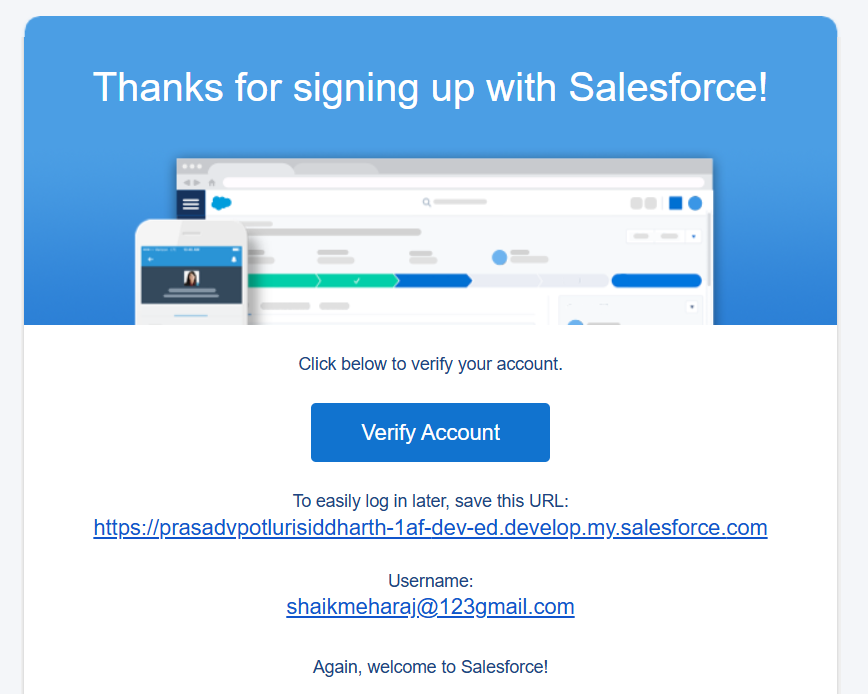 Thanks for signing up with Salesforce!
Click below to verify your account.
Verify Account
To easily log in later, save this URL:
https://prasadvpotlurisiddharth-1af-dev-ed.develop.my.salesforce.com
Username:
shaikmeharaj@123gmail.com
Again, welcome to Salesforce!